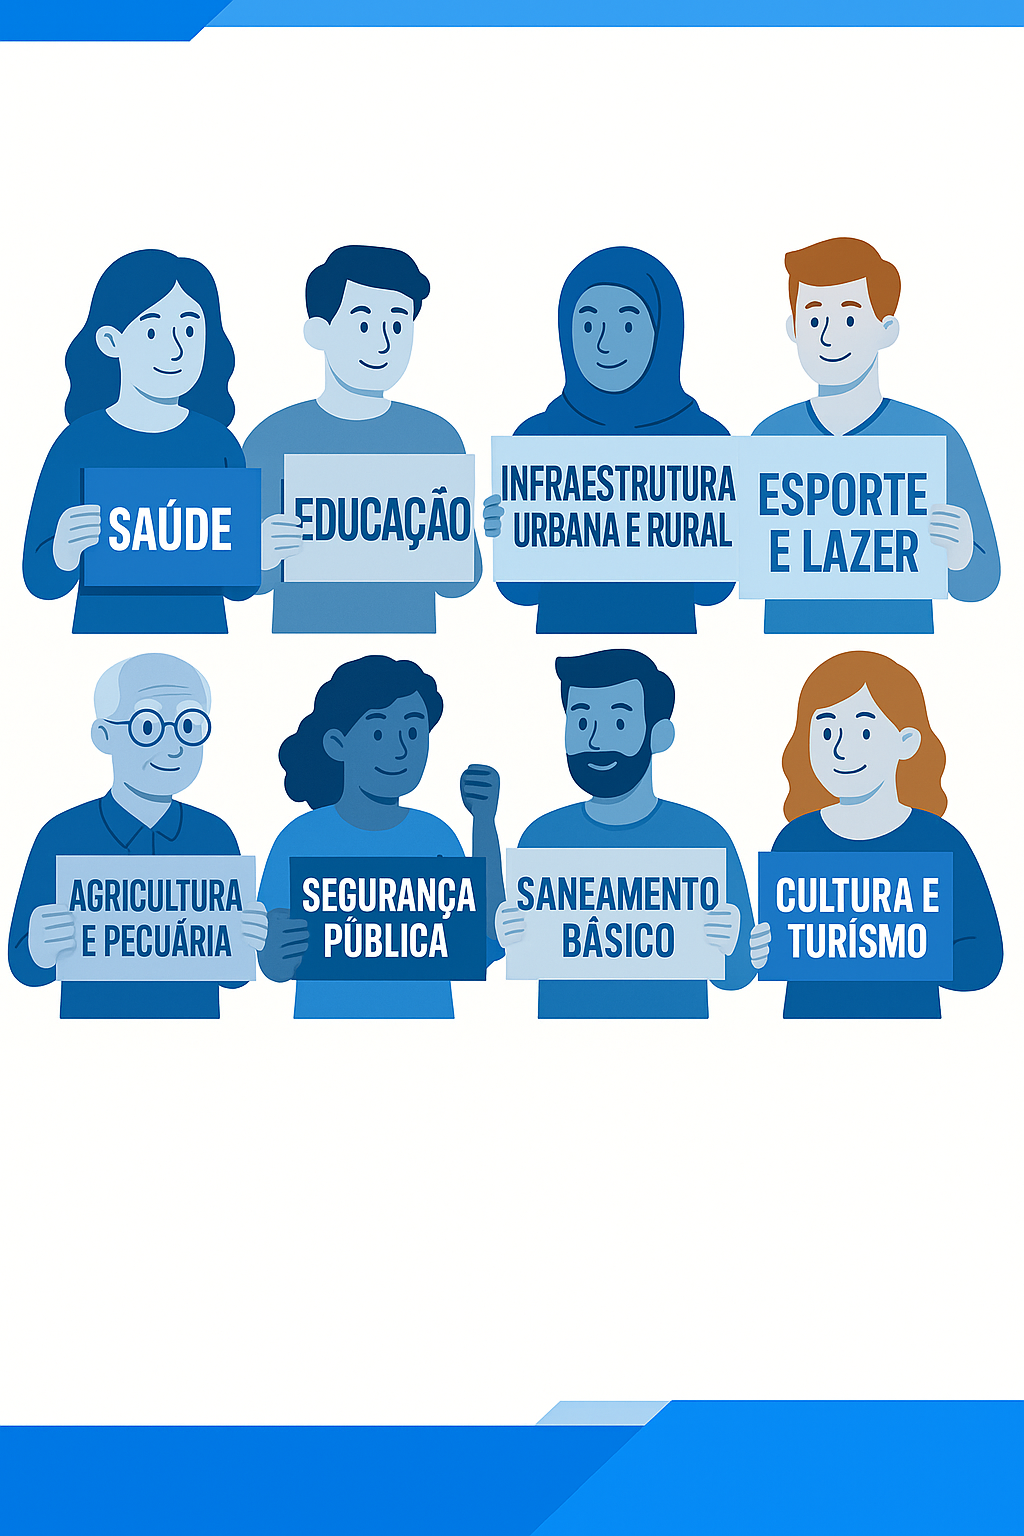 SAÚDE
EDUCAÇÃO
INFRAESTRUTURA
URBANA E RURAL
ESPORTE
E LAZER
AGRICULTURA
E PECUÁRIA
SEGURANÇA
PÚBLICA
SANEAMENTO
BÂSICO
CULTURA E
TURÍSMO